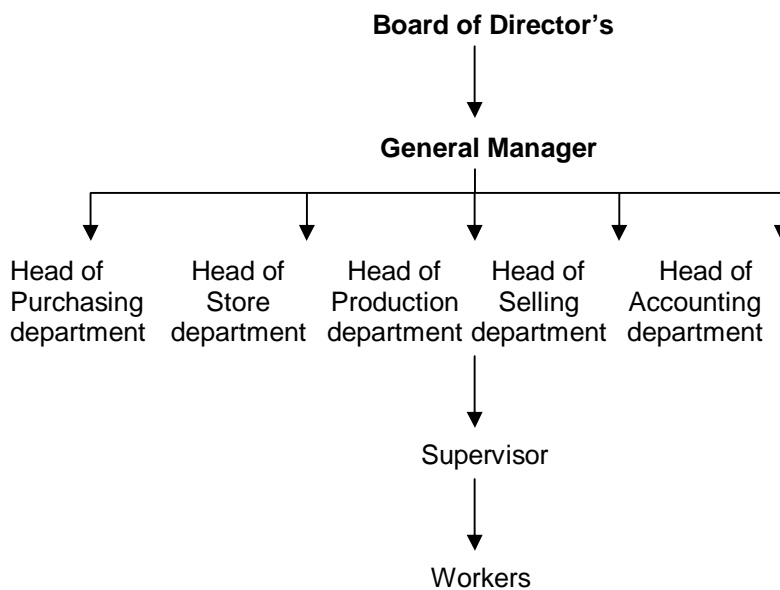 Board of Director’s
General Manager
Head of
Purchasing
department
Head of
Store
department
Head of
Production
department
Head of
Selling
department
Head of
Accounting
department
Supervisor
Workers